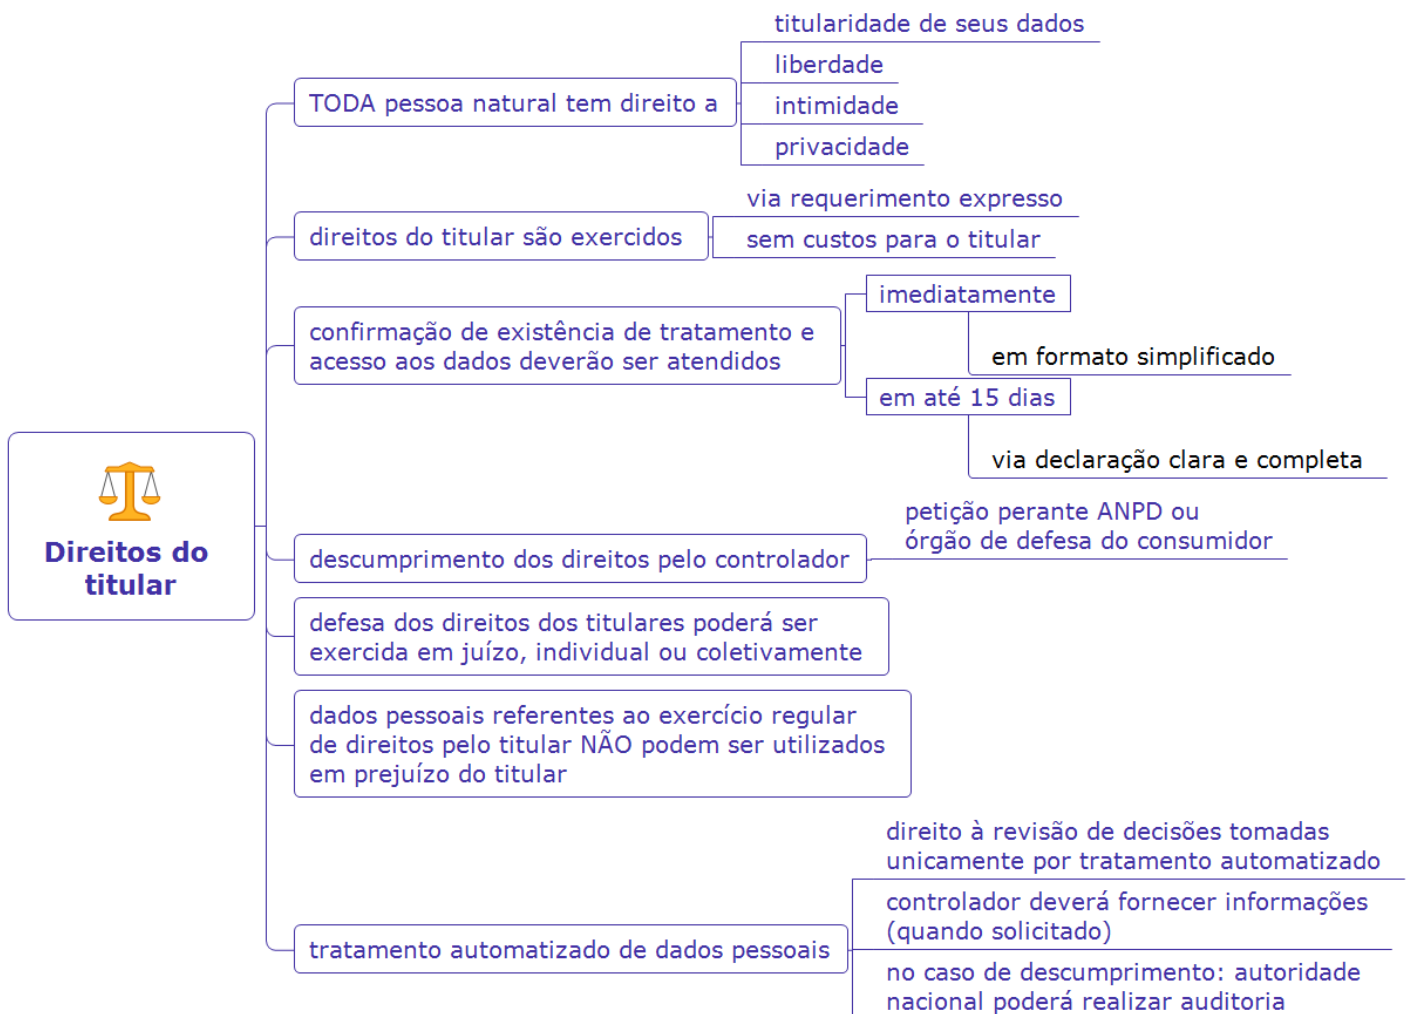 Direitos do
titular
TODA pessoa natural tem direito a
titularidade de seus dados
liberdade
intimidade
privacidade
direitos do titular são exercidos
via requerimento expresso
sem custos para o titular
confirmação de existência de tratamento e
acesso aos dados deverão ser atendidos
imediatamente
em formato simplificado
em até 15 dias
via declaração clara e completa
descumprimento dos direitos pelo controlador
petição perante ANPD ou
órgão de defesa do consumidor
defesa dos direitos dos titulares poderá ser
exercida em juízo, individual ou coletivamente
dados pessoais referentes ao exercício regular
de direitos pelo titular NÃO podem ser utilizados
em prejuízo do titular
tratamento automatizado de dados pessoais
direito à revisão de decisões tomadas
unicamente por tratamento automatizado
controlador deverá fornecer informações
(quando solicitado)
no caso de descumprimento: autoridade
nacional poderá realizar auditoria